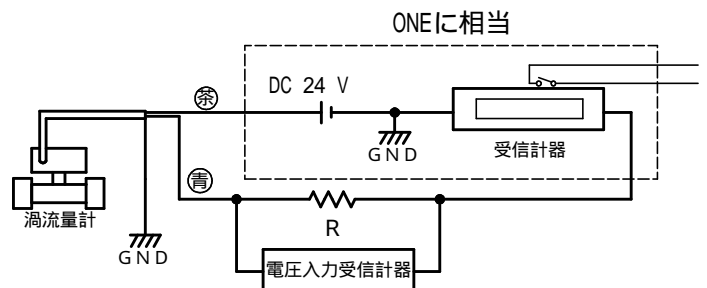 ONEに相当
茶
DC 24 V
GND
受信計器
青
渦流量計
R
GND
電圧入力受信計器